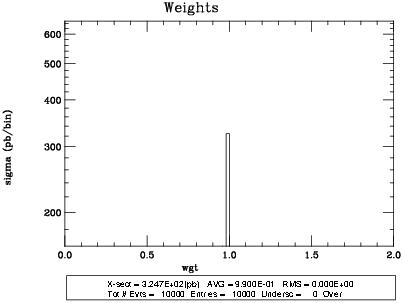 Weights
600
500
400
300
200
sigma (pb/bin)
0.0 0.5 1.0 1.5 2.0
wgt
X-sect = 3.247E+02(pb) AVG = 9.900E-01 RMS = 0.000E+00
Tot # Evts = 10000 Entries = 10000 Undersc = 0 Over